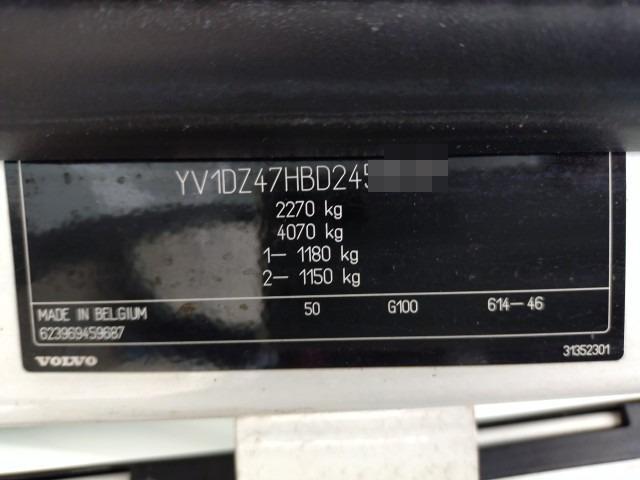 YV1DZ47HBD245
2270 kg
4070 kg
1- 1180 kg
2- 1150 kg
MADE IN BELGIUM 50 G100 614-46
623969459687
VOLVO 31352301